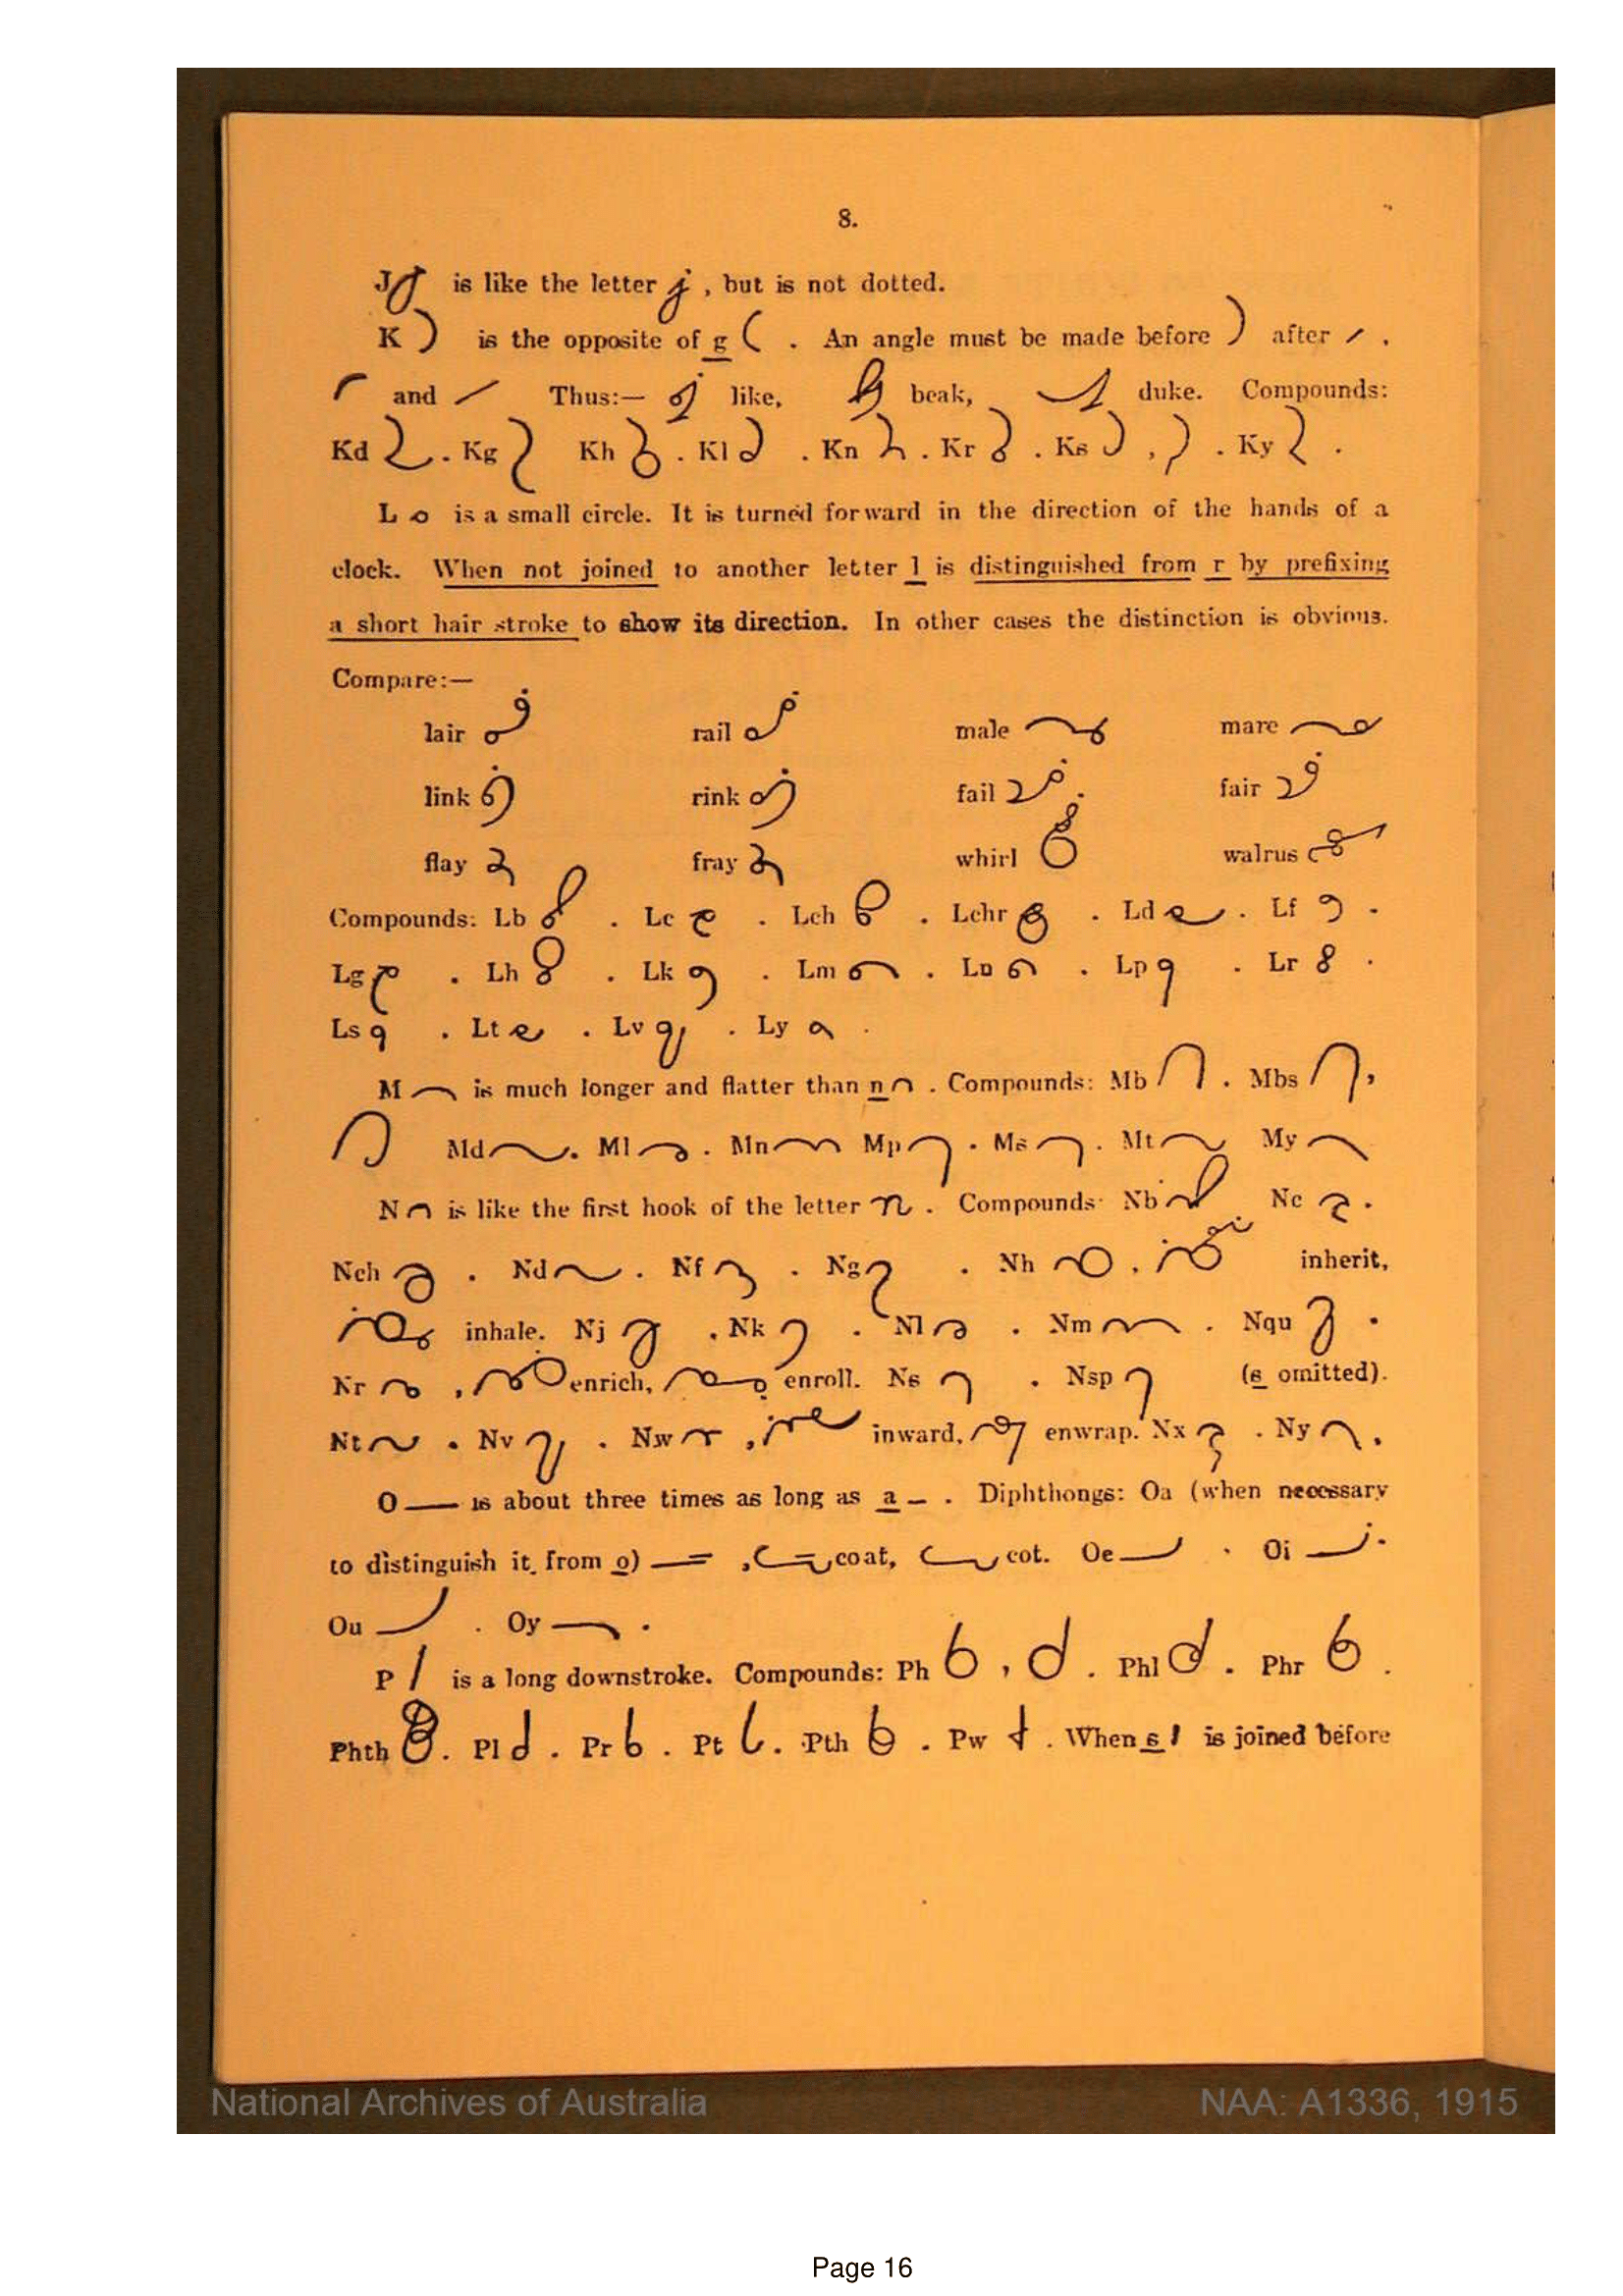 8.
J is like the letter j, but is not dotted.
K is the opposite of g . An angle must be made before after .
and Thus:— like, beak, duke. Compounds:
Kd . Kg Kh . Kl . Kn . Kr . Ks , . Ky .
L is a small circle. It is turned forward in the direction of the hands of a
clock. When not joined to another letter l is distinguished from r by prefixing
a short hair stroke to show its direction. In other cases the distinction is obvious.
Compare:—
lair rail male mare
link rink fail . fair
flay fray whirl walrus
Compounds: Lb . Lc . Lch . Lchr . Ld . Lf .
Lg . Lh . Lk . Lm . Ln . Lp . Lr .
Ls . Lt . Lv . Ly .
M is much longer and flatter than n . Compounds: Mb . Mbs ,
Md . Ml . Mn Mp . Ms . Mt My
N is like the first hook of the letter n . Compounds Nb Nc .
Nch . Nd . Nf . Ng . Nh , inherit,
inhale. Nj . Nk . Nl . Nm . Nqu .
Nr , enrich, enroll. Ns . Nsp (s omitted).
Nt . Nv . Nw , inward, enwrap. Nx . Ny .
O is about three times as long as a . Diphthongs: Oa (when necessary
to distinguish it from o) , coat, cot. Oe . Oi .
Ou . Oy .
P is a long downstroke. Compounds: Ph , . Phl . Phr .
Phth . Pl . Pr . Pt . Pth . Pw . When s is joined before
National Archives of Australia NAA: A1336, 1915
Page 16